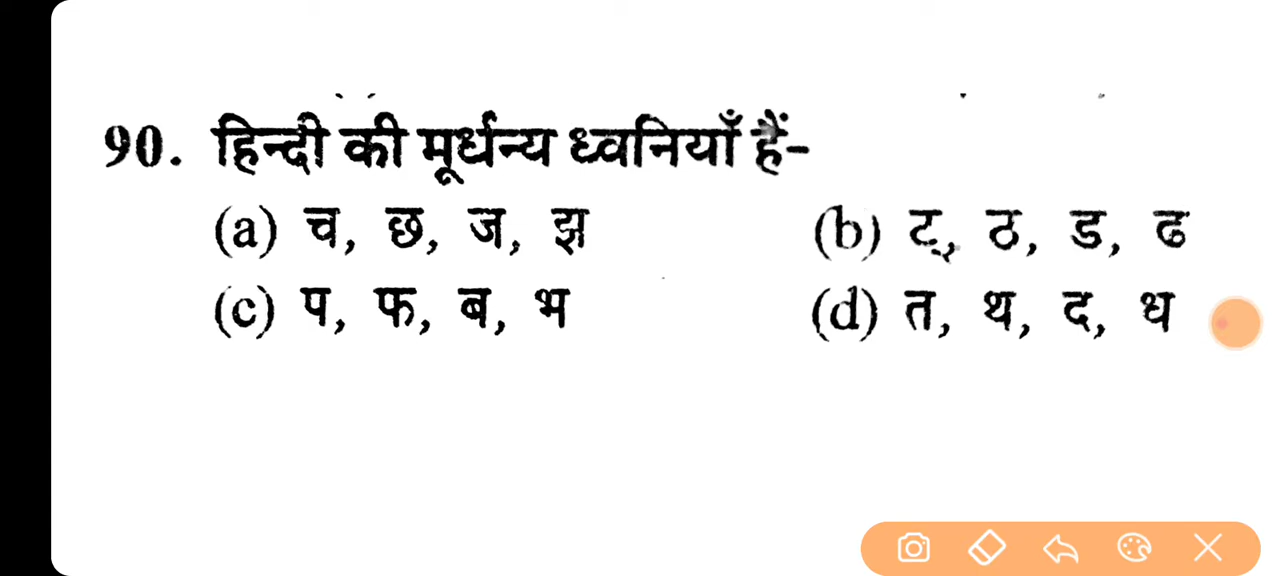 90. हिन्दी की मूर्धन्य ध्वनियाँ हैं-
(a) च, छ, ज, झ (b) ट्, ठ, ड, ढ
(c) प, फ, ब, भ (d) त, थ, द, ध